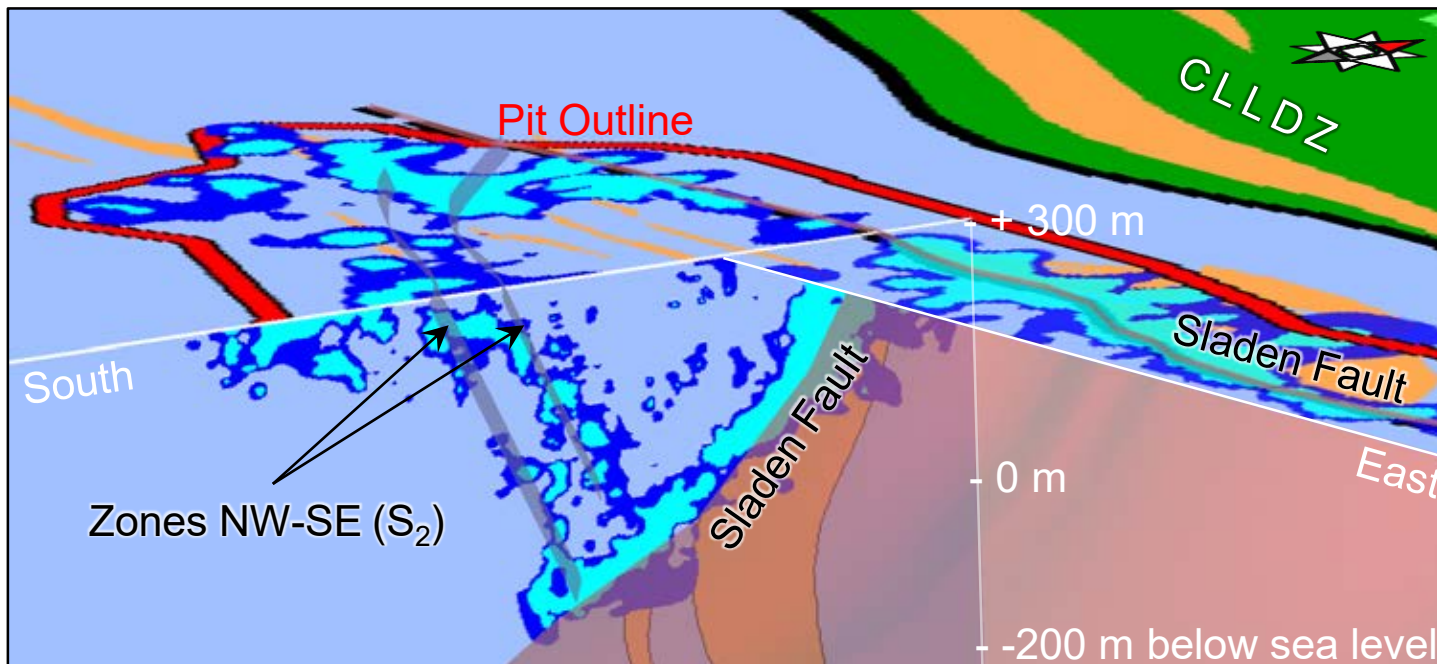 CLLDZ
Pit Outline
- + 300 m
Sladen Fault
South
Sladen Fault
East
- 0 m
Zones NW-SE (S₂)
- -200 m below sea level